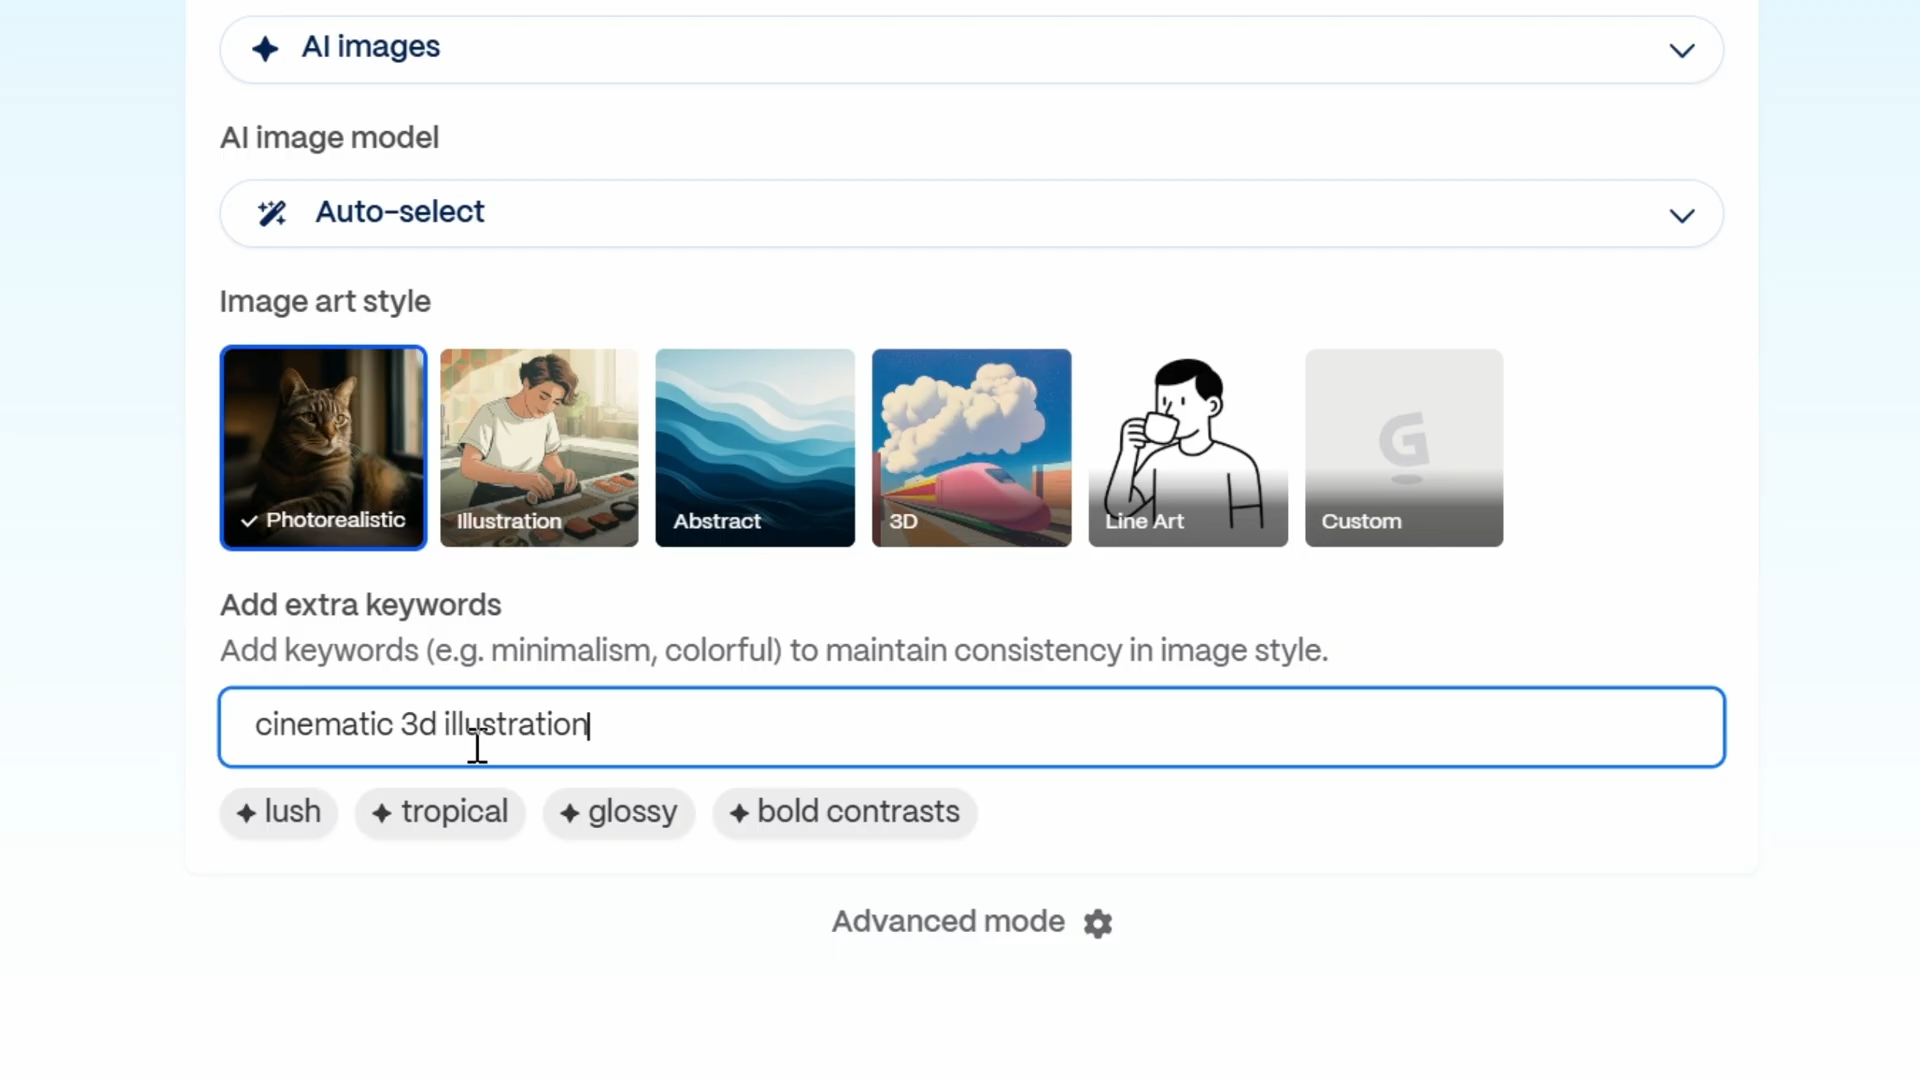 AI images
AI image model
Auto-select
Image art style
Photorealistic
Illustration
Abstract
3D
Line Art
G
Custom
Add extra keywords
Add keywords (e.g. minimalism, colorful) to maintain consistency in image style.
cinematic 3d illustration
lush
tropical
glossy
bold contrasts
Advanced mode